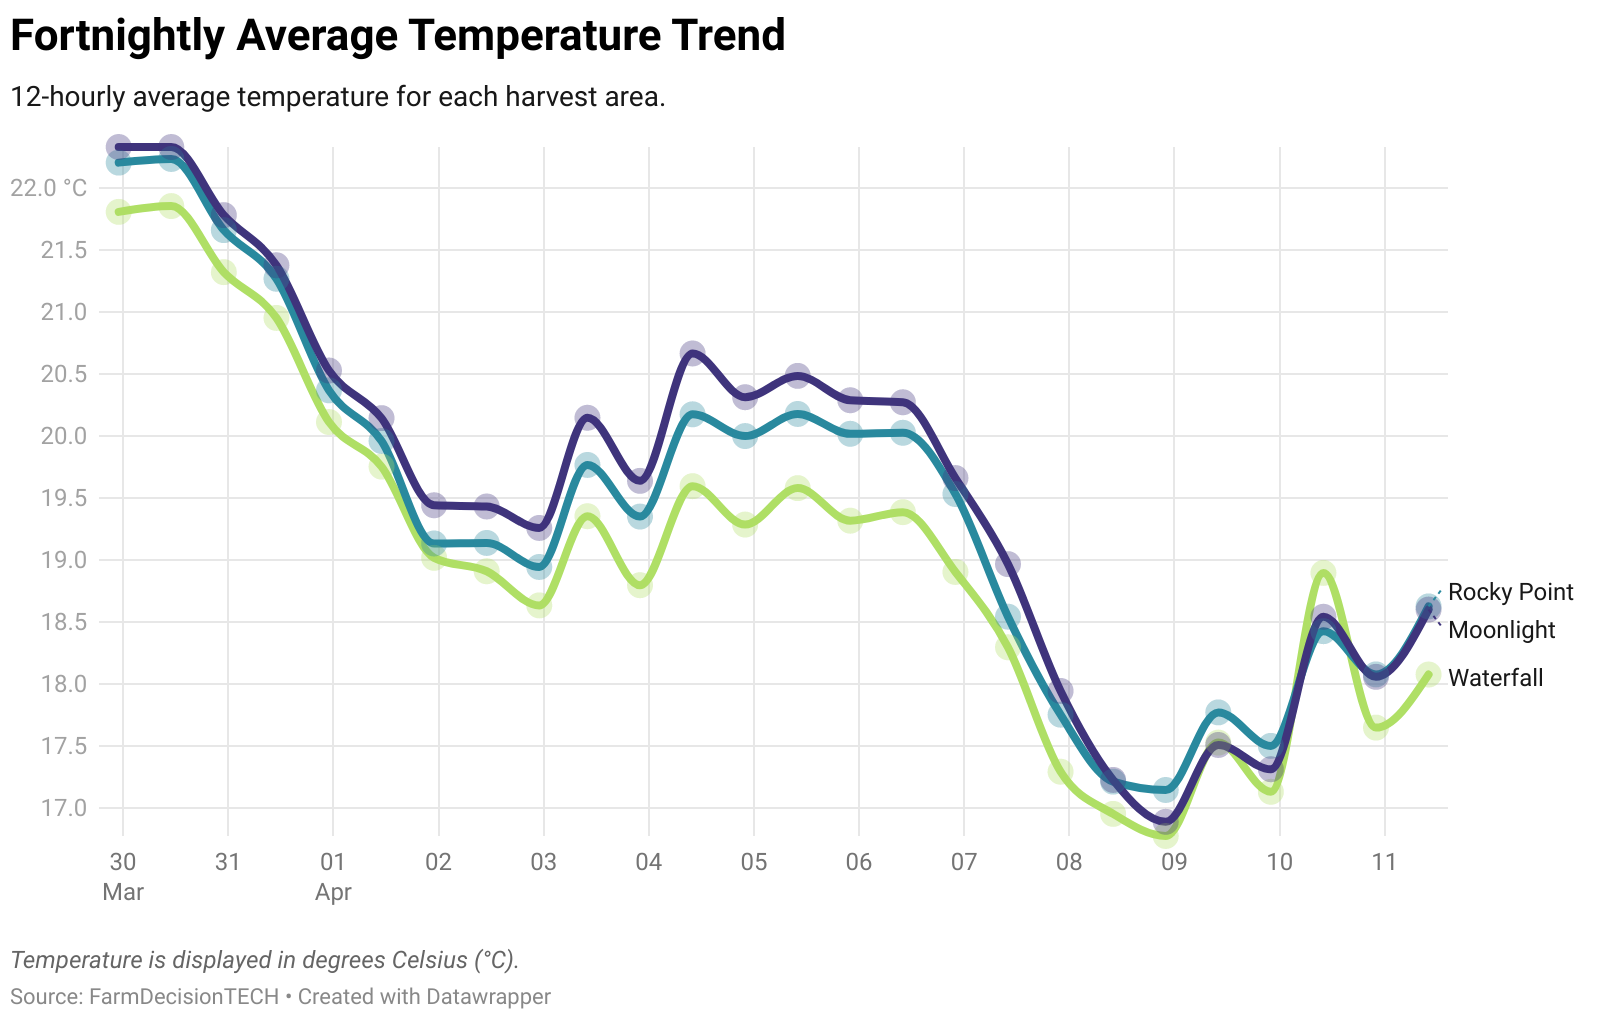 Fortnightly Average Temperature Trend
12-hourly average temperature for each harvest area.
22.0 °C
21.5
21.0
20.5
20.0
19.5
19.0
18.5
18.0
17.5
17.0
Rocky Point
Moonlight
Waterfall
30 31 01 02 03 04 05 06 07 08 09 10 11
Mar Apr
Temperature is displayed in degrees Celsius (°C).
Source: FarmDecisionTECH • Created with Datawrapper